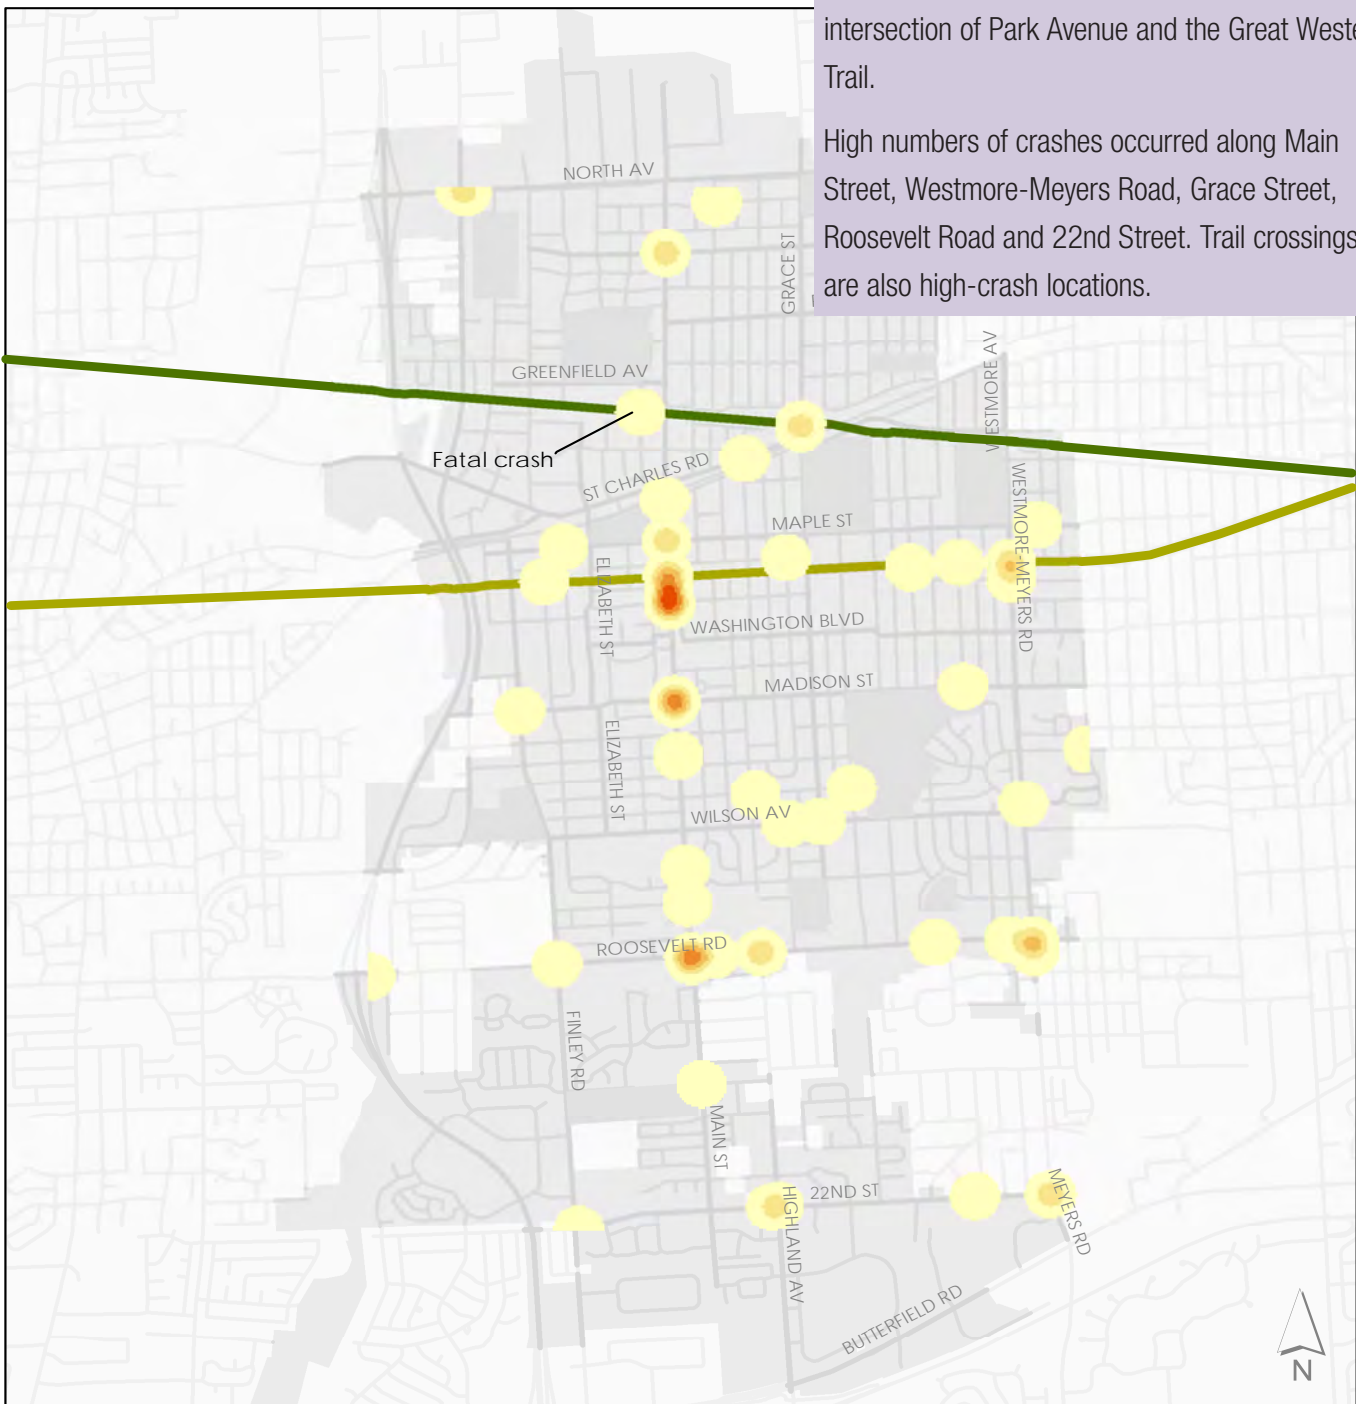 intersection of Park Avenue and the Great Weste
Trail.
High numbers of crashes occurred along Main
Street, Westmore-Meyers Road, Grace Street,
Roosevelt Road and 22nd Street. Trail crossings
are also high-crash locations.
NORTH AV
GRACE ST
GREENFIELD AV
WESTMORE AV
Fatal crash
ST CHARLES RD
MAPLE ST
WESTMORE-MEYERS RD
ELIZABETH ST
WASHINGTON BLVD
MADISON ST
ELIZABETH ST
WILSON AV
ROOSEVELT RD
FINLEY RD
MAIN ST
22ND ST
HIGHLAND AV
MEYERS RD
BUTTERFIELD RD
N